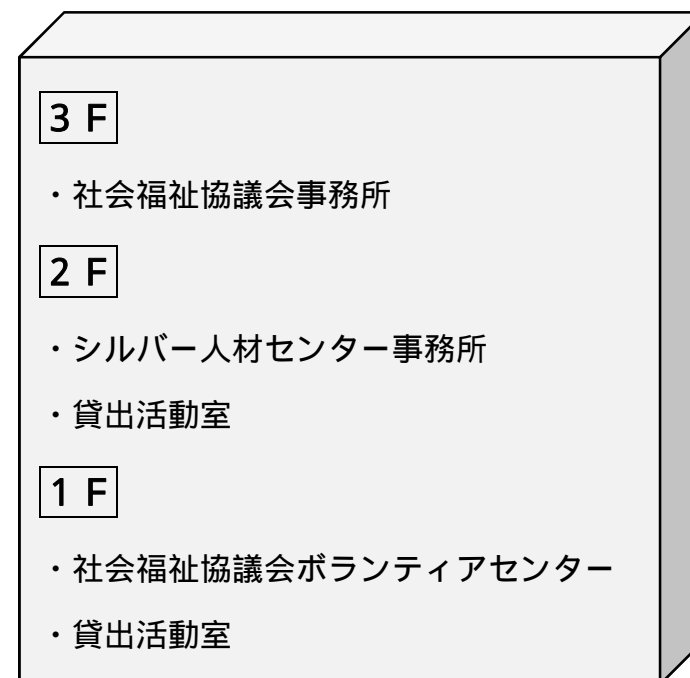 3 F
・社会福祉協議会事務所
2 F
・シルバー人材センター事務所
・貸出活動室
1 F
・社会福祉協議会ボランティアセンター
・貸出活動室